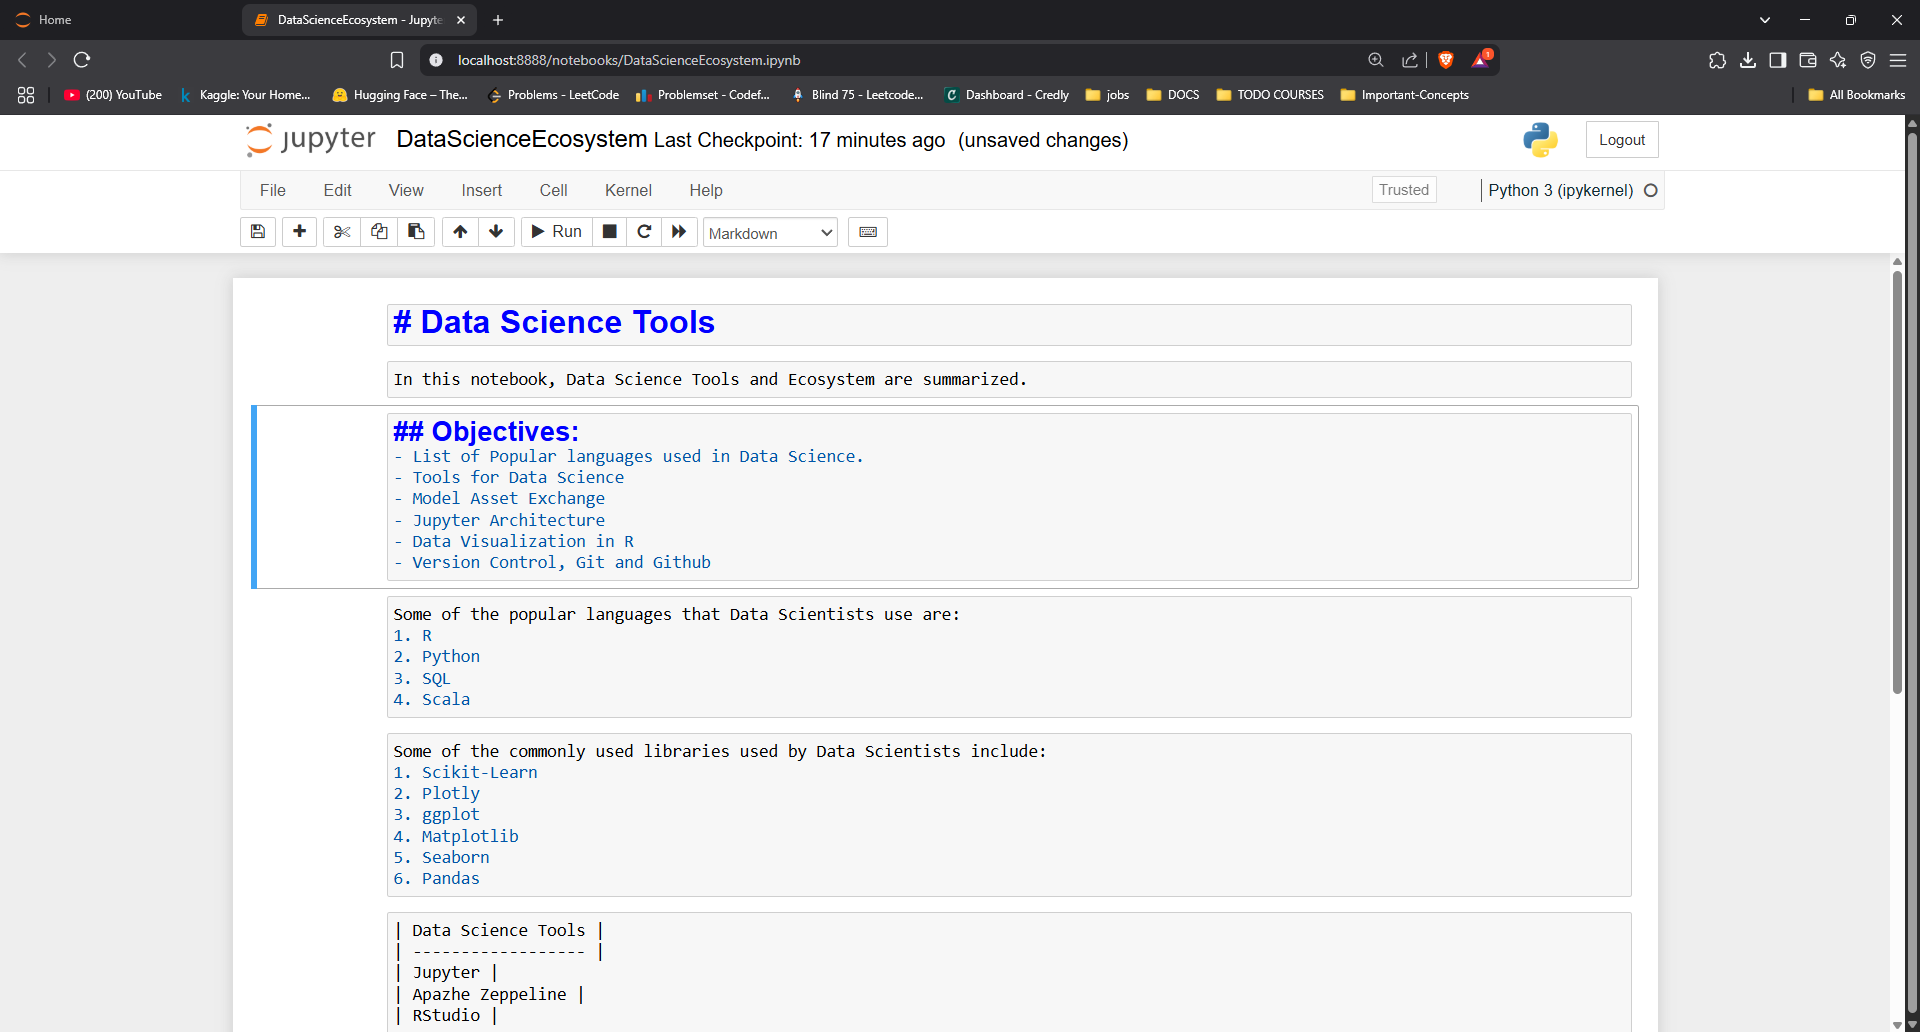 Home
DataScienceEcosystem - Jupyte
localhost:8888/notebooks/DataScienceEcosystem.ipynb
1
(200) YouTube
Kaggle: Your Home...
Hugging Face – The...
Problems - LeetCode
Problemset - Codef...
Blind 75 - Leetcode...
Dashboard - Credly
jobs
DOCS
TODO COURSES
Important-Concepts
All Bookmarks
jupyter DataScienceEcosystem Last Checkpoint: 17 minutes ago (unsaved changes)
Logout
File Edit View Insert Cell Kernel Help
Trusted
Python 3 (ipykernel)
Run
Markdown
# Data Science Tools
In this notebook, Data Science Tools and Ecosystem are summarized.
## Objectives:
- List of Popular languages used in Data Science.
- Tools for Data Science
- Model Asset Exchange
- Jupyter Architecture
- Data Visualization in R
- Version Control, Git and Github
Some of the popular languages that Data Scientists use are:
1. R
2. Python
3. SQL
4. Scala
Some of the commonly used libraries used by Data Scientists include:
1. Scikit-Learn
2. Plotly
3. ggplot
4. Matplotlib
5. Seaborn
6. Pandas
| Data Science Tools |
| ------------------ |
| Jupyter |
| Apazhe Zeppeline |
| RStudio |